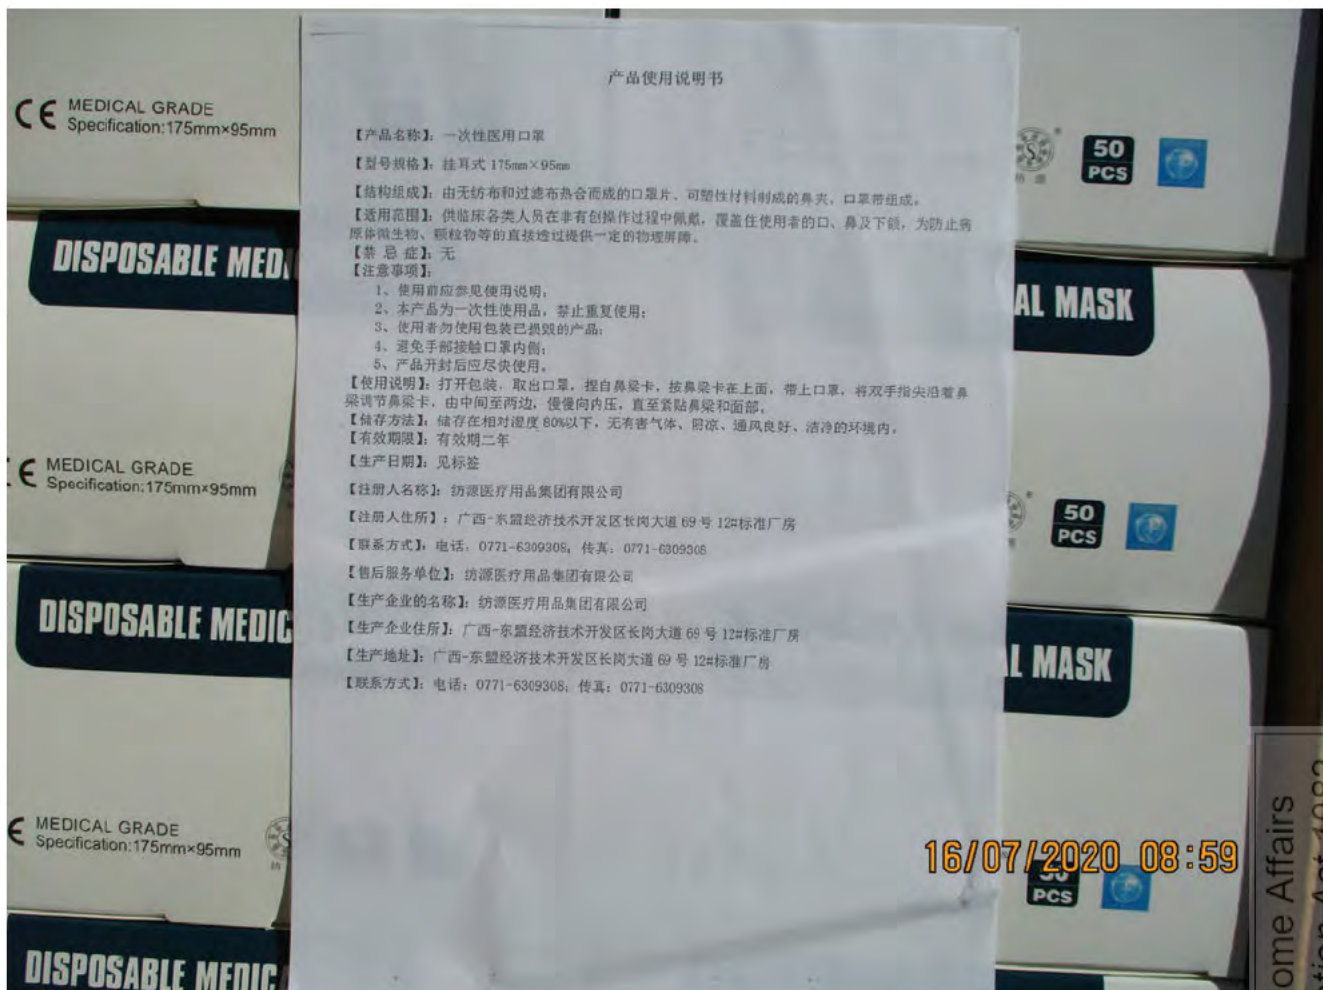 产品使用说明书
【产品名称】：一次性医用口罩
【型号规格】：挂耳式 175mm×95mm
【结构组成】：由无纺布和过滤布热合而成的口罩片、可塑性材料制成的鼻夹、口罩带组成。
【适用范围】：供临床各类人员在非有创操作过程中佩戴，覆盖住使用者的口、鼻及下颌，为防止病
原体微生物、颗粒物等的直接透过提供一定的物理屏障。
【禁 忌 症】：无
【注意事项】：
1、使用前应参见使用说明；
2、本产品为一次性使用品，禁止重复使用；
3、使用者勿使用包装已损毁的产品；
4、避免手部接触口罩内侧；
5、产品开封后应尽快使用。
【使用说明】：打开包装，取出口罩，捏自鼻梁卡，按鼻梁卡在上面，带上口罩，将双手指尖沿着鼻
梁调节鼻梁卡，由中间至两边，慢慢向内压，直至紧贴鼻梁和面部。
【储存方法】：储存在相对湿度 80%以下，无有害气体、阴凉、通风良好、洁净的环境内。
【有效期限】：有效期二年
【生产日期】：见标签
【注册人名称】：纺源医疗用品集团有限公司
【注册人住所】：广西-东盟经济技术开发区长岗大道 69 号 12#标准厂房
【联系方式】：电话：0771-6309308；传真：0771-6309308
【售后服务单位】：纺源医疗用品集团有限公司
【生产企业的名称】：纺源医疗用品集团有限公司
【生产企业住所】：广西-东盟经济技术开发区长岗大道 69 号 12#标准厂房
【生产地址】：广西-东盟经济技术开发区长岗大道 69 号 12#标准厂房
【联系方式】：电话：0771-6309308；传真：0771-6309308
CE MEDICAL GRADE
Specification:175mm×95mm
50
PCS
DISPOSABLE MEDI
AL MASK
CE MEDICAL GRADE
Specification:175mm×95mm
50
PCS
DISPOSABLE MEDIC
L MASK
CE MEDICAL GRADE
Specification:175mm×95mm
50
PCS
DISPOSABLE MEDIC
16/07/2020 08:59
ome Affairs
tion Act 1982